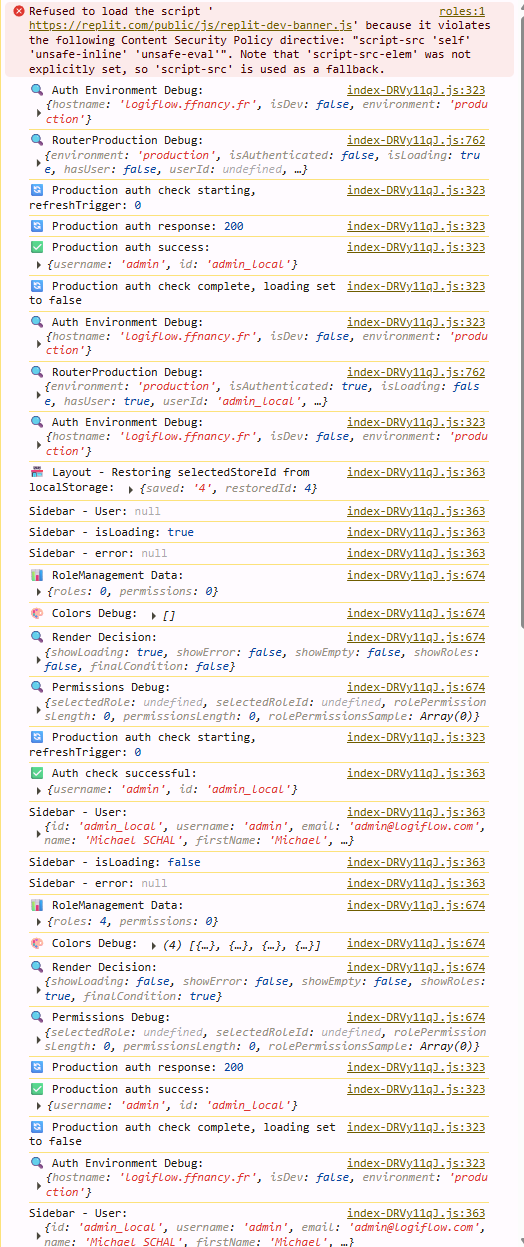 Refused to load the script ' roles:1
https://replit.com/public/js/replit-dev-banner.js' because it violates
the following Content Security Policy directive: "script-src 'self'
'unsafe-inline' 'unsafe-eval'". Note that 'script-src-elem' was not
explicitly set, so 'script-src' is used as a fallback.
🔍 Auth Environment Debug: index-DRVy11qJ.js:323
{hostname: 'logiflow.ffnancy.fr', isDev: false, environment: 'produ
ction'}
🔍 RouterProduction Debug: index-DRVy11qJ.js:762
{environment: 'production', isAuthenticated: false, isLoading: tru
e, hasUser: false, userId: undefined, …}
🔄 Production auth check starting, index-DRVy11qJ.js:323
refreshTrigger: 0
🔄 Production auth response: 200 index-DRVy11qJ.js:323
✅ Production auth success: index-DRVy11qJ.js:323
{username: 'admin', id: 'admin_local'}
🔄 Production auth check complete, loading set index-DRVy11qJ.js:323
to false
🔍 Auth Environment Debug: index-DRVy11qJ.js:323
{hostname: 'logiflow.ffnancy.fr', isDev: false, environment: 'produ
ction'}
🔍 RouterProduction Debug: index-DRVy11qJ.js:762
{environment: 'production', isAuthenticated: true, isLoading: fals
e, hasUser: true, userId: 'admin_local', …}
🔍 Auth Environment Debug: index-DRVy11qJ.js:323
{hostname: 'logiflow.ffnancy.fr', isDev: false, environment: 'produ
ction'}
🏪 Layout - Restoring selectedStoreId from index-DRVy11qJ.js:363
localStorage: {saved: '4', restoredId: 4}
Sidebar - User: null index-DRVy11qJ.js:363
Sidebar - isLoading: true index-DRVy11qJ.js:363
Sidebar - error: null index-DRVy11qJ.js:363
📊 RoleManagement Data: index-DRVy11qJ.js:674
{roles: 0, permissions: 0}
🎨 Colors Debug: [] index-DRVy11qJ.js:674
🔍 Render Decision: index-DRVy11qJ.js:674
{showLoading: true, showError: false, showEmpty: false, showRoles:
false, finalCondition: false}
🔍 Permissions Debug: index-DRVy11qJ.js:674
{selectedRole: undefined, selectedRoleId: undefined, rolePermission
sLength: 0, permissionsLength: 0, rolePermissionsSample: Array(0)}
🔄 Production auth check starting, index-DRVy11qJ.js:323
refreshTrigger: 0
✅ Auth check successful: index-DRVy11qJ.js:363
{username: 'admin', id: 'admin_local'}
Sidebar - User: index-DRVy11qJ.js:363
{id: 'admin_local', username: 'admin', email: 'admin@logiflow.com',
name: 'Michael SCHAL', firstName: 'Michael', …}
Sidebar - isLoading: false index-DRVy11qJ.js:363
Sidebar - error: null index-DRVy11qJ.js:363
📊 RoleManagement Data: index-DRVy11qJ.js:674
{roles: 4, permissions: 0}
🎨 Colors Debug: (4) [{…}, {…}, {…}, {…}] index-DRVy11qJ.js:674
🔍 Render Decision: index-DRVy11qJ.js:674
{showLoading: false, showError: false, showEmpty: false, showRoles:
true, finalCondition: true}
🔍 Permissions Debug: index-DRVy11qJ.js:674
{selectedRole: undefined, selectedRoleId: undefined, rolePermission
sLength: 0, permissionsLength: 0, rolePermissionsSample: Array(0)}
🔄 Production auth response: 200 index-DRVy11qJ.js:323
✅ Production auth success: index-DRVy11qJ.js:323
{username: 'admin', id: 'admin_local'}
🔄 Production auth check complete, loading set index-DRVy11qJ.js:323
to false
🔍 Auth Environment Debug: index-DRVy11qJ.js:323
{hostname: 'logiflow.ffnancy.fr', isDev: false, environment: 'produ
ction'}
Sidebar - User: index-DRVy11qJ.js:363
{id: 'admin_local', username: 'admin', email: 'admin@logiflow.com',
name: 'Michael SCHAL', firstName: 'Michael', …}